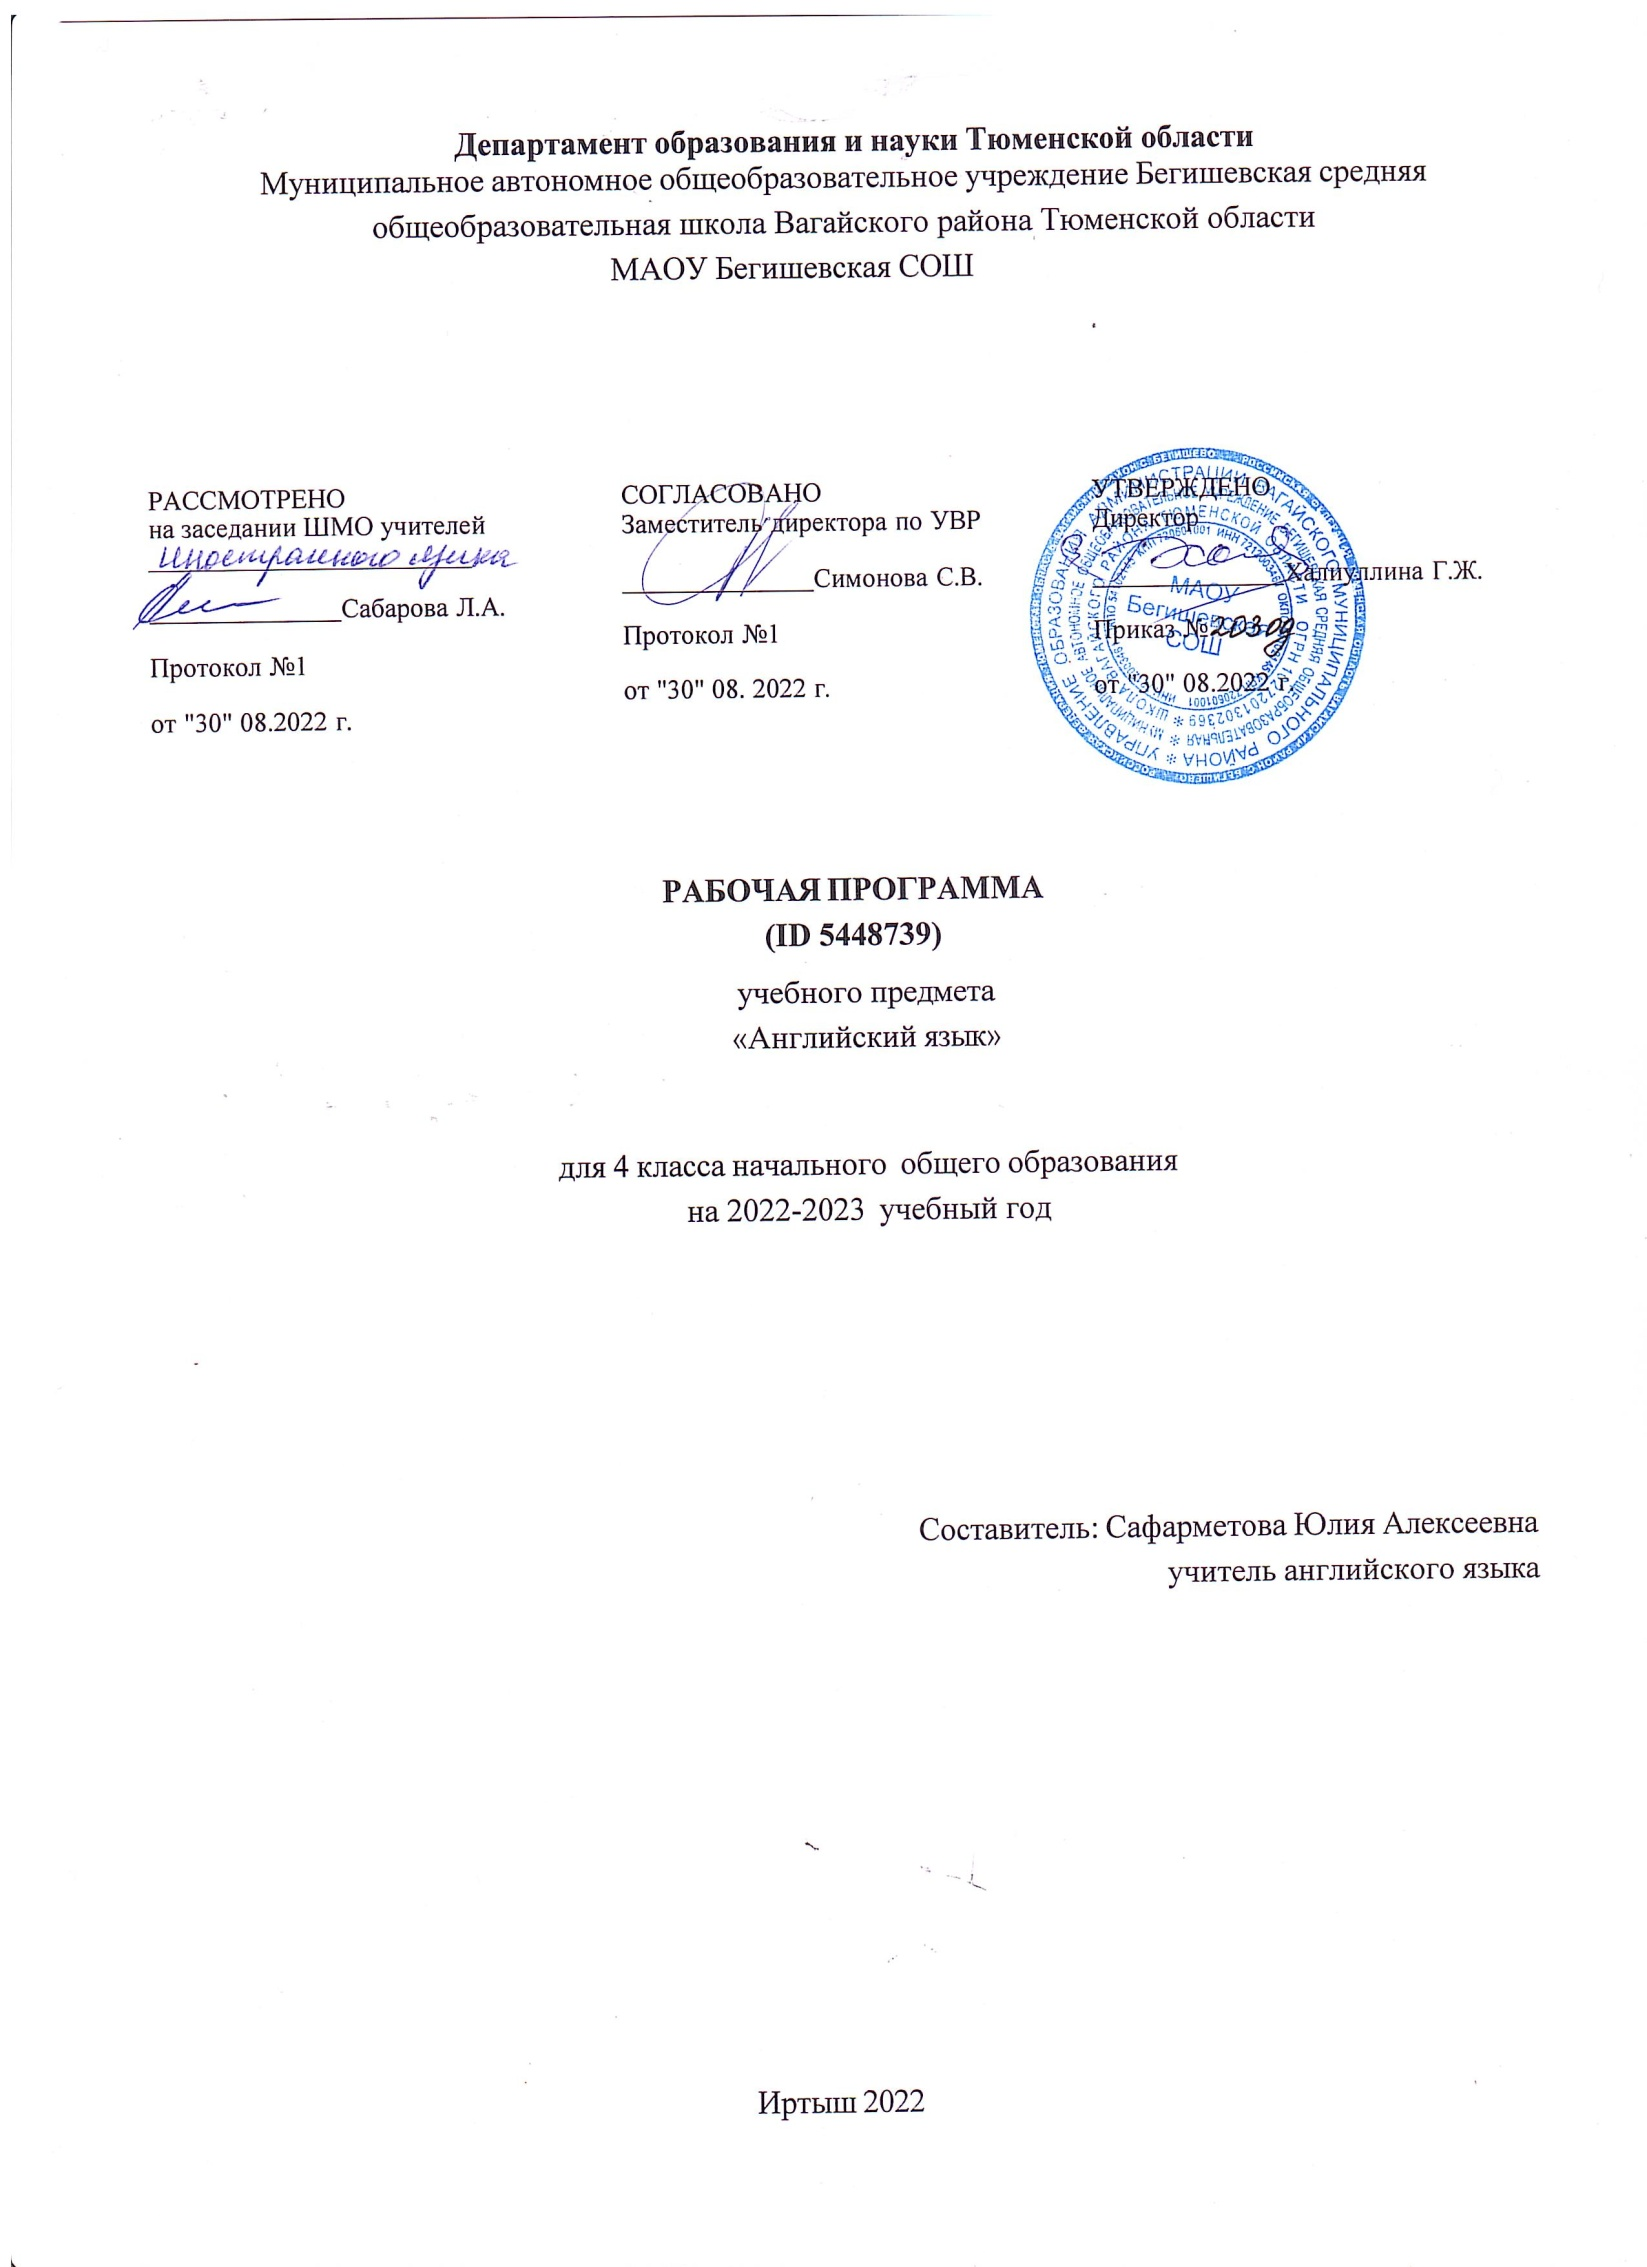 Департамент образования и науки Тюменской области
Муниципальное автономное общеобразовательное учреждение Бегишевская средняя
общеобразовательная школа Вагайского района Тюменской области
МАОУ Бегишевская СОШ
РАССМОТРЕНО
на заседании ШМО учителей
Иностранного языка
Сабарова Л.А.
Протокол №1
от "30" 08.2022 г.
СОГЛАСОВАНО
Заместитель директора по УВР
Симонова С.В.
Протокол №1
от "30" 08. 2022 г.
УТВЕРЖДЕНО
Директор
Халиуллина Г.Ж.
Приказ №
от "30" 08.2022 г.
МАОУ
Бегишевская
СОШ
РАБОЧАЯ ПРОГРАММА
(ID 5448739)
учебного предмета
«Английский язык»
для 4 класса начального  общего образования
на 2022-2023  учебный год
Составитель: Сафарметова Юлия Алексеевна
учитель английского языка
Иртыш 2022